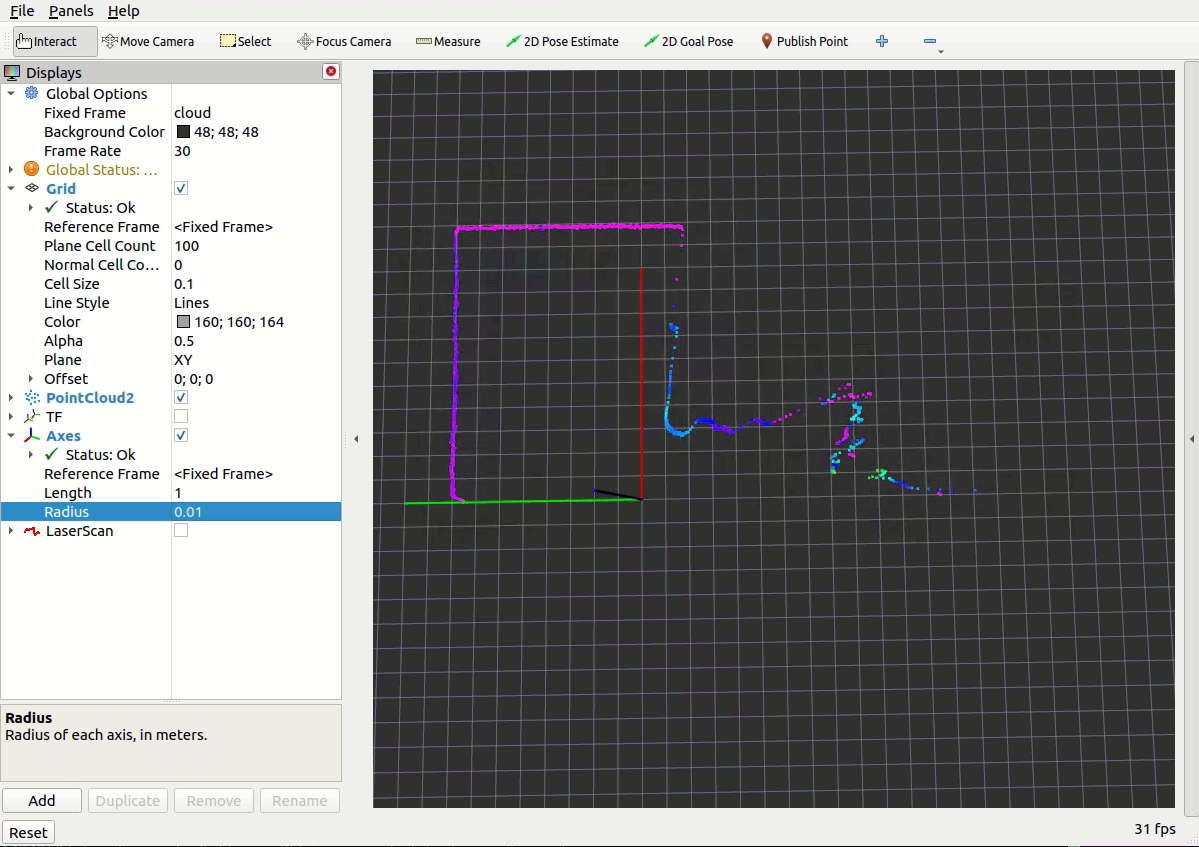 File Panels Help
Interact Move Camera Select Focus Camera Measure 2D Pose Estimate 2D Goal Pose Publish Point
Displays
Global Options
Fixed Frame cloud
Background Color 48; 48; 48
Frame Rate 30
Global Status: ...
Grid
Status: Ok
Reference Frame <Fixed Frame>
Plane Cell Count 100
Normal Cell Co... 0
Cell Size 0.1
Line Style Lines
Color 160; 160; 164
Alpha 0.5
Plane XY
Offset 0; 0; 0
PointCloud2
TF
Axes
Status: Ok
Reference Frame <Fixed Frame>
Length 1
Radius 0.01
LaserScan
Radius
Radius of each axis, in meters.
Add Duplicate Remove Rename
Reset
31 fps